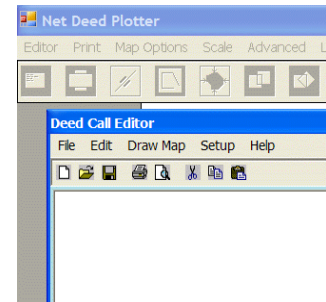 Net Deed Plotter
Editor Print Map Options Scale Advanced L
Deed Call Editor
File Edit Draw Map Setup Help